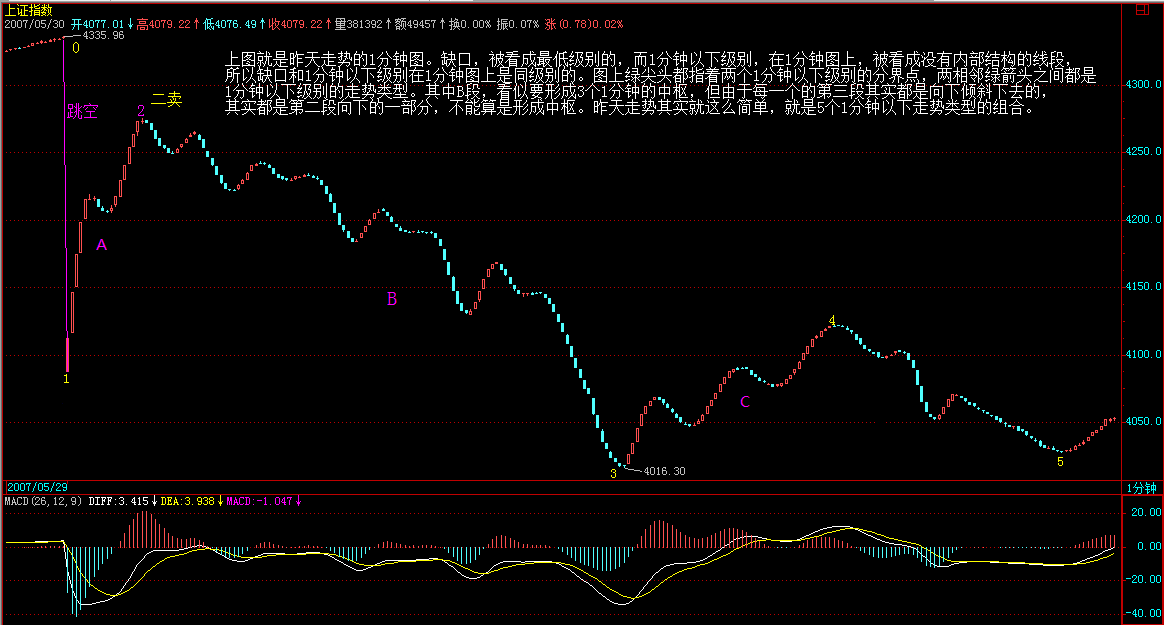 上证指数
2007/05/30 开4077.01↓高4079.22↑低4076.49↑收4079.22↑量381392↑额49457↑换0.00% 振0.07% 涨(0.78)0.02%
4335.96
0
上图就是昨天走势的1分钟图。缺口，被看成最低级别的，而1分钟以下级别，在1分钟图上，被看成没有内部结构的线段，
所以缺口和1分钟以下级别在1分钟图上是同级别的。图上绿尖头都指着两个1分钟以下级别的分界点，两相邻绿箭头之间都是
1分钟以下级别的走势类型。其中B段，看似要形成3个1分钟的中枢，但由于每一个的第三段其实都是向下倾斜下去的，
其实都是第二段向下的一部分，不能算是形成中枢。昨天走势其实就这么简单，就是5个1分钟以下走势类型的组合。
4300.0
跳空
2
二卖
4250.0
4200.0
A
B
4150.0
4
4100.0
1
C
4050.0
5
3
4016.30
2007/05/29
1分钟
MACD(26,12,9) DIFF:3.415↓DEA:3.938↓MACD:-1.047↓
20.00
0.00
-20.00
-40.00